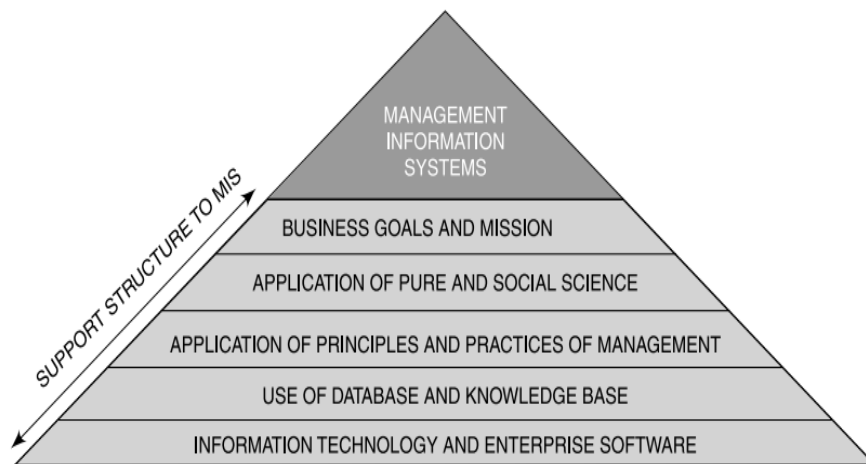 MANAGEMENT
INFORMATION
SYSTEMS
SUPPORT STRUCTURE TO MIS
BUSINESS GOALS AND MISSION
APPLICATION OF PURE AND SOCIAL SCIENCE
APPLICATION OF PRINCIPLES AND PRACTICES OF MANAGEMENT
USE OF DATABASE AND KNOWLEDGE BASE
INFORMATION TECHNOLOGY AND ENTERPRISE SOFTWARE